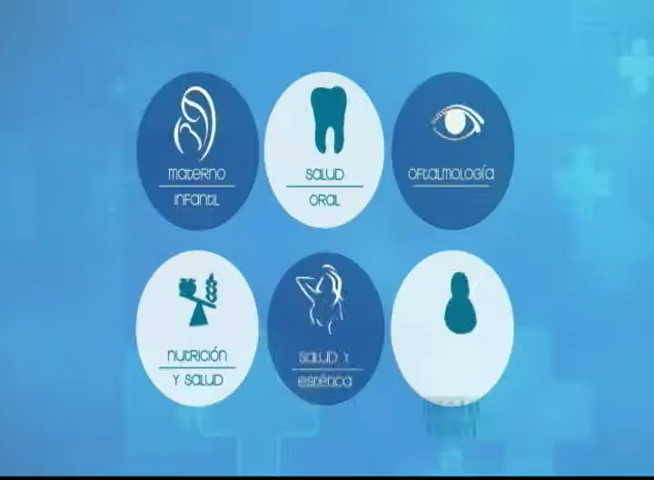 materno
infantil
salud
oral
oftalmología
nutrición
y salud
salud y
estética